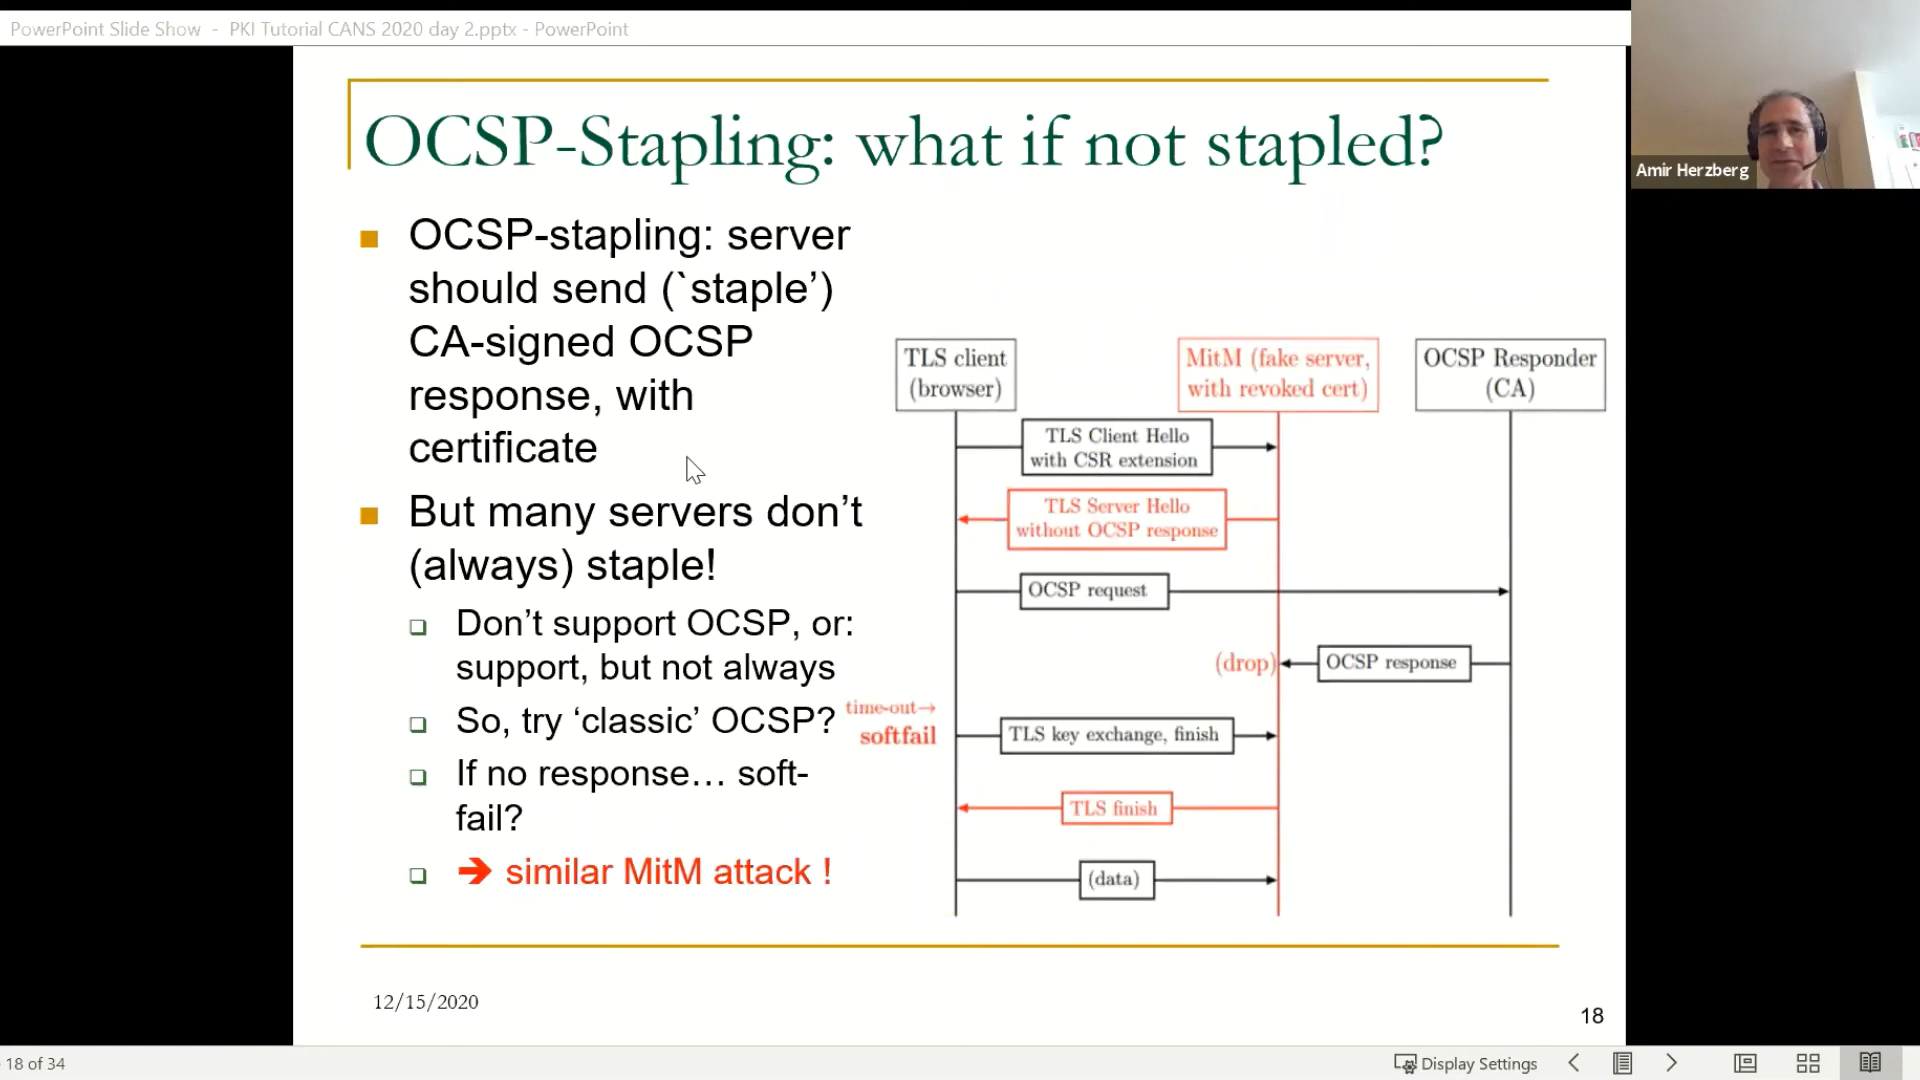 PowerPoint Slide Show - PKI Tutorial CANS 2020 day 2.pptx - PowerPoint
Amir Herzberg
OCSP-Stapling: what if not stapled?
OCSP-stapling: server
should send (`staple’)
CA-signed OCSP
response, with
certificate
But many servers don’t
(always) staple!
Don’t support OCSP, or:
support, but not always
So, try ‘classic’ OCSP?
If no response… soft-
fail?
➔ similar MitM attack !
TLS client
(browser)
MitM (fake server,
with revoked cert)
OCSP Responder
(CA)
TLS Client Hello
with CSR extension
TLS Server Hello
without OCSP response
OCSP request
(drop)
OCSP response
time-out→
softfail
TLS key exchange, finish
TLS finish
(data)
12/15/2020
18
18 of 34
Display Settings